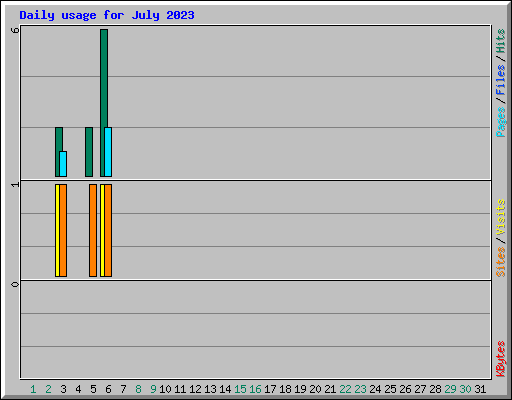 Daily usage for July 2023
6
1
0
Pages/Files/Hits
Sites/Visits
KBytes
1 2 3 4 5 6 7 8 9 10 11 12 13 14 15 16 17 18 19 20 21 22 23 24 25 26 27 28 29 30 31